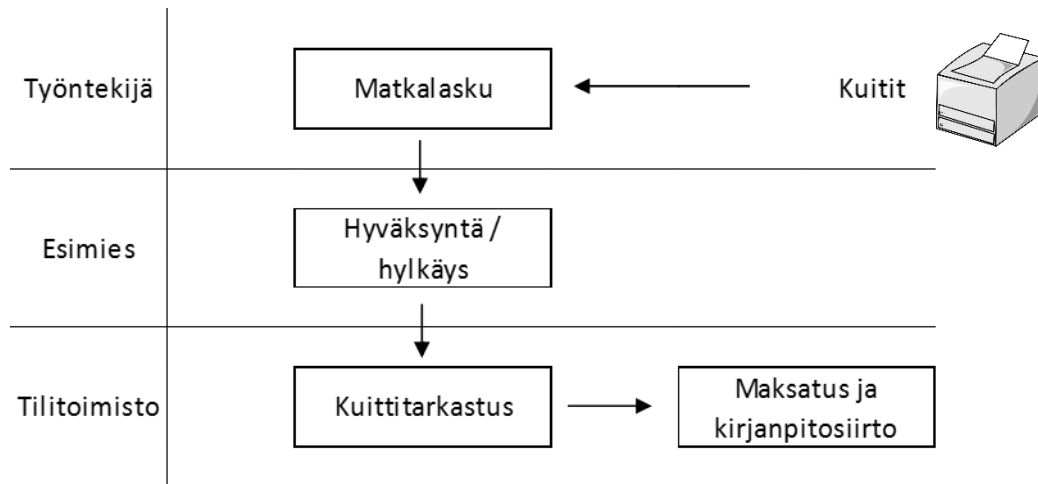 Työntekijä
Matkalasku
Kuitit
Esimies
Hyväksyntä /
hylkäys
Tilitoimisto
Kuittitarkastus
Maksatus ja
kirjanpitosiirto